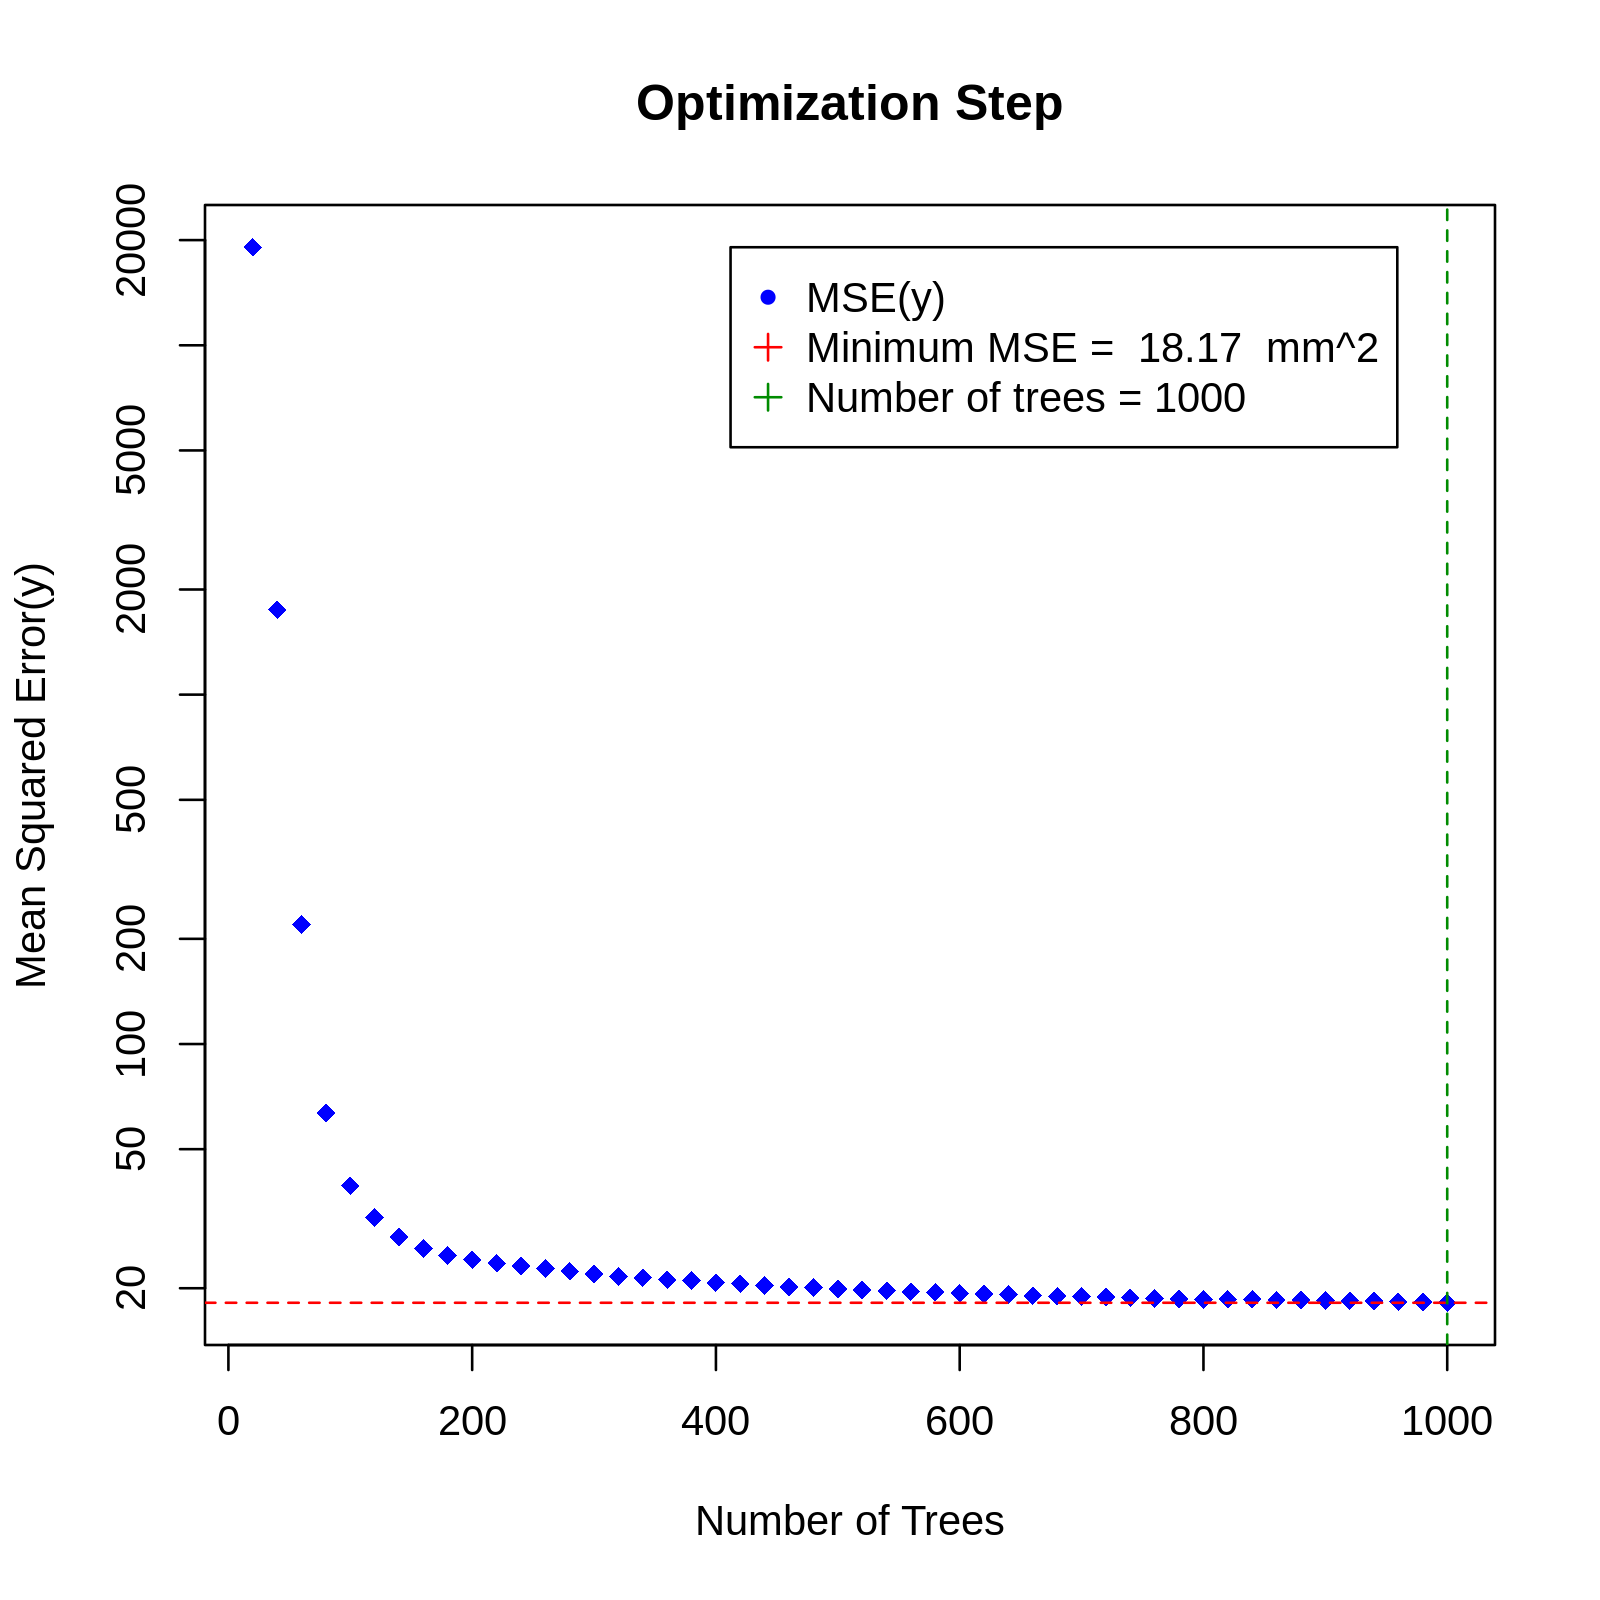 Optimization Step
20000
5000
2000
500
200
100
50
20
Mean Squared Error(y)
MSE(y)
Minimum MSE =  18.17  mm^2
Number of trees = 1000
0 200 400 600 800 1000
Number of Trees